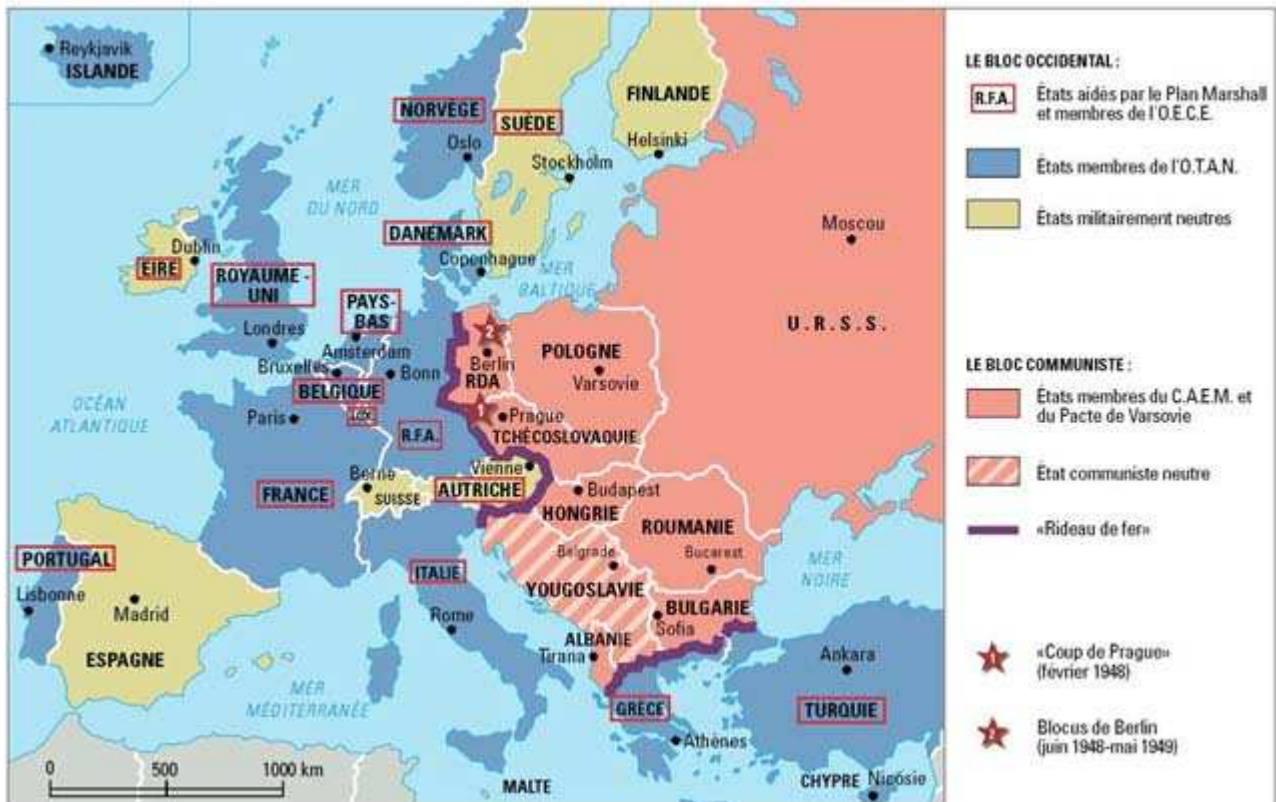 Reykjavik
ISLANDE
NORVÈGE
Oslo
SUÈDE
Stockholm
FINLANDE
Helsinki
MER
DU NORD
Moscou
DANEMARK
Copenhague
MER
BALTIQUE
Dublin
EIRE
ROYAUME-
UNI
Londres
PAYS-
BAS
Amsterdam
Bruxelles
BELGIQUE
Bonn
Lux.
2
Berlin
RDA
POLOGNE
Varsovie
U.R.S.S.
OCÉAN
ATLANTIQUE
Paris
R.F.A.
1
Prague
TCHÉCOSLOVAQUIE
Vienne
Berne
SUISSE
AUTRICHE
FRANCE
Budapest
HONGRIE
ROUMANIE
Belgrade
Bucarest
YOUGOSLAVIE
MER
NOIRE
PORTUGAL
Lisbonne
Madrid
ESPAGNE
ITALIE
Rome
BULGARIE
Sofia
ALBANIE
Tirana
MER
MÉDITERRANÉE
GRÈCE
Athènes
Ankara
TURQUIE
MALTE
CHYPRE
Nicosie
0 500 1000 km
LE BLOC OCCIDENTAL :
R.F.A.
États aidés par le Plan Marshall
et membres de l'O.E.C.E.
États membres de l'O.T.A.N.
États militairement neutres
LE BLOC COMMUNISTE :
États membres du C.A.E.M. et
du Pacte de Varsovie
État communiste neutre
«Rideau de fer»
1
«Coup de Prague»
(février 1948)
2
Blocus de Berlin
(juin 1948-mai 1949)